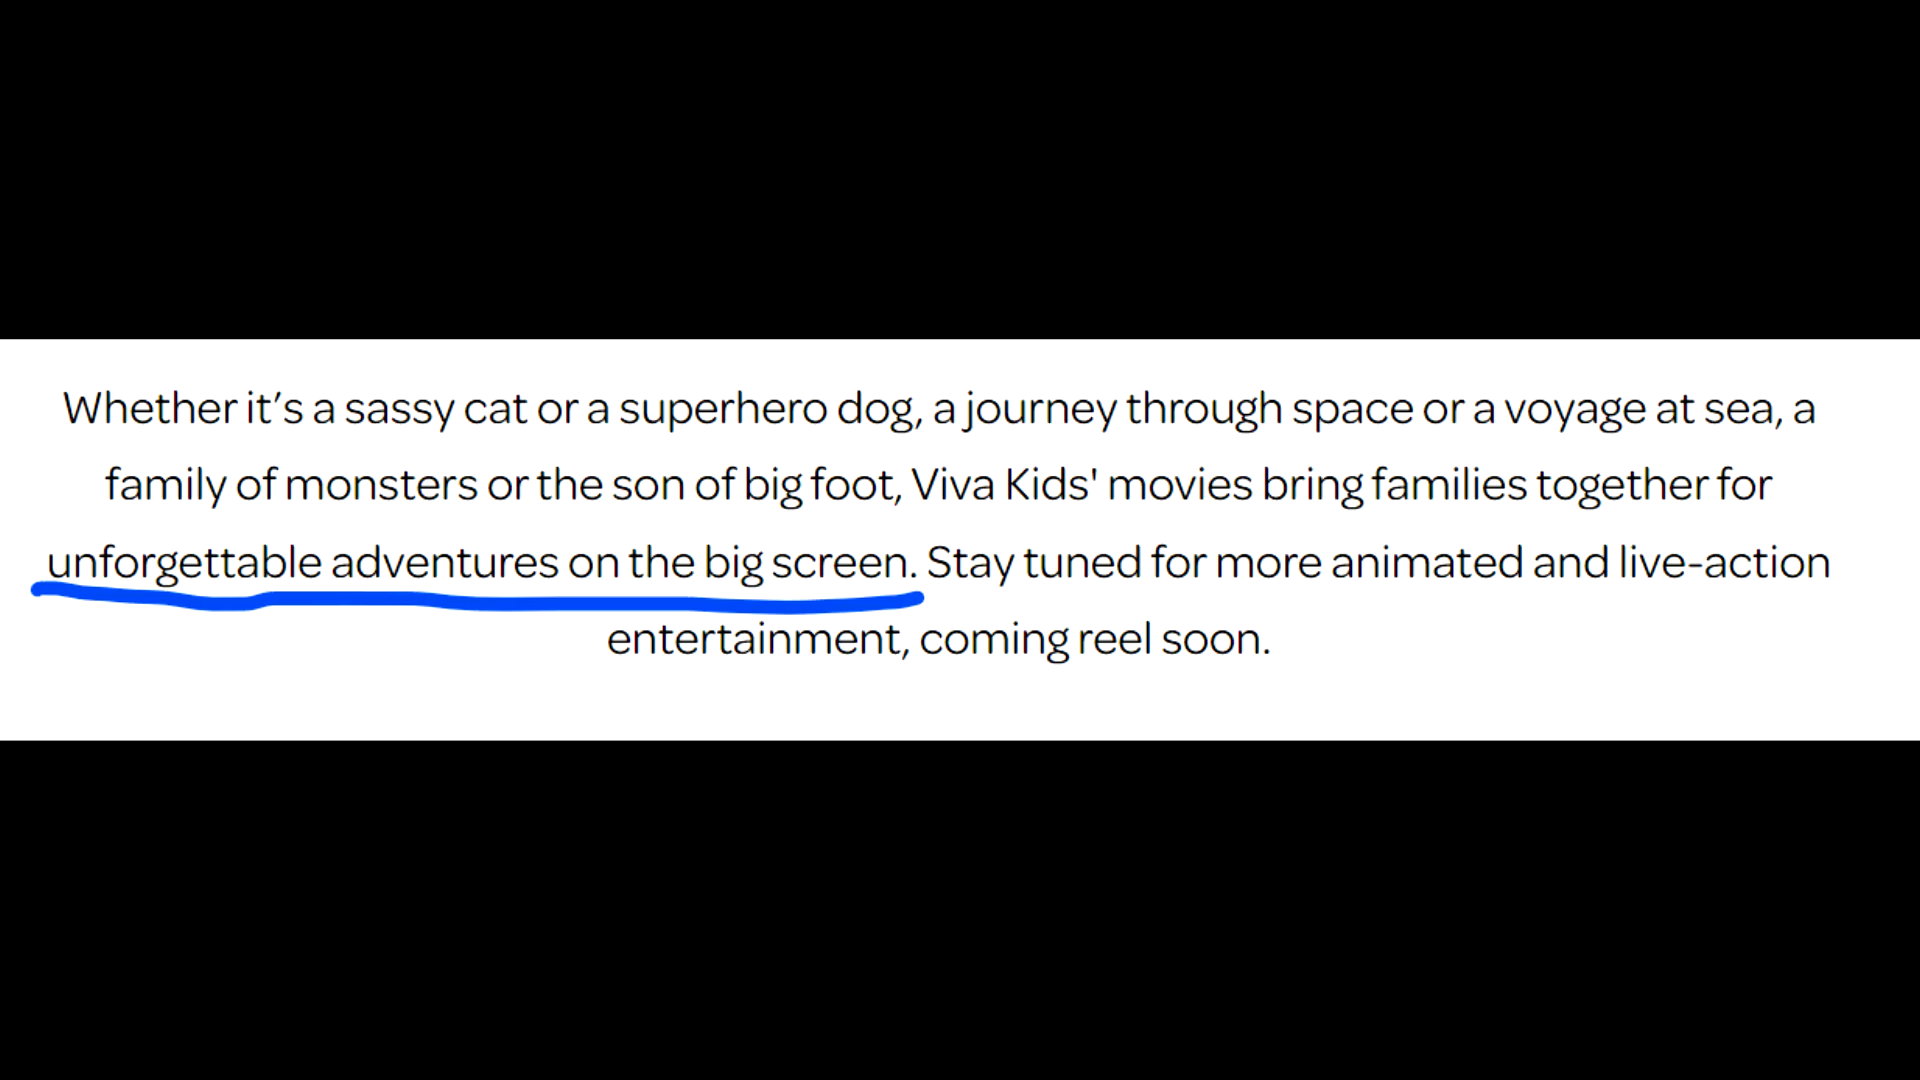 Whether it’s a sassy cat or a superhero dog, a journey through space or a voyage at sea, a
family of monsters or the son of big foot, Viva Kids' movies bring families together for
unforgettable adventures on the big screen. Stay tuned for more animated and live-action
entertainment, coming reel soon.